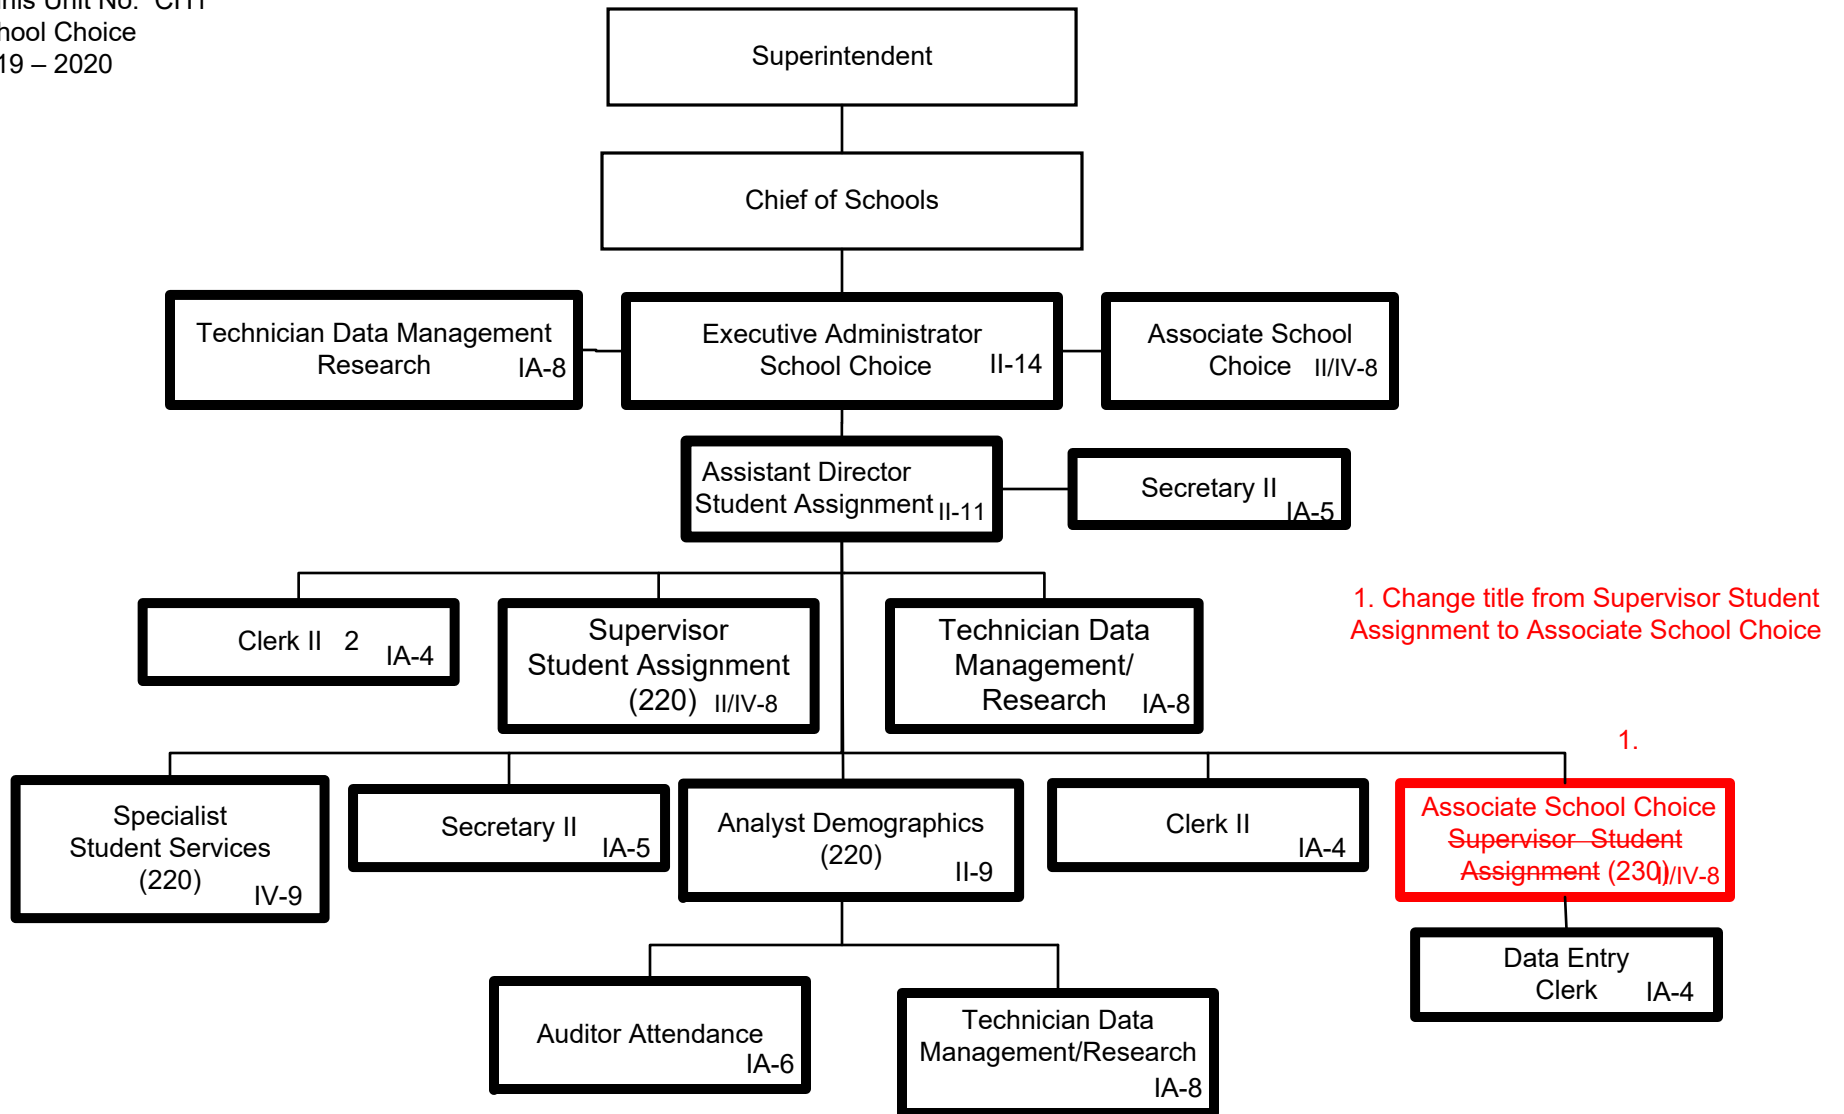 Unit No. CH1
School Choice
19 – 2020
Superintendent
Chief of Schools
Technician Data Management
Research IA-8
Executive Administrator
School Choice II-14
Associate School
Choice II/IV-8
Assistant Director
Student Assignment II-11
Secretary II
IA-5
1. Change title from Supervisor Student
Assignment to Associate School Choice
Clerk II 2
IA-4
Supervisor
Student Assignment
(220) II/IV-8
Technician Data
Management/
Research IA-8
1.
Specialist
Student Services
(220)
IV-9
Secretary II
IA-5
Analyst Demographics
(220)
II-9
Clerk II
IA-4
Associate School Choice
Supervisor Student
Assignment (230) II/IV-8
Data Entry
Clerk IA-4
Auditor Attendance
IA-6
Technician Data
Management/Research
IA-8